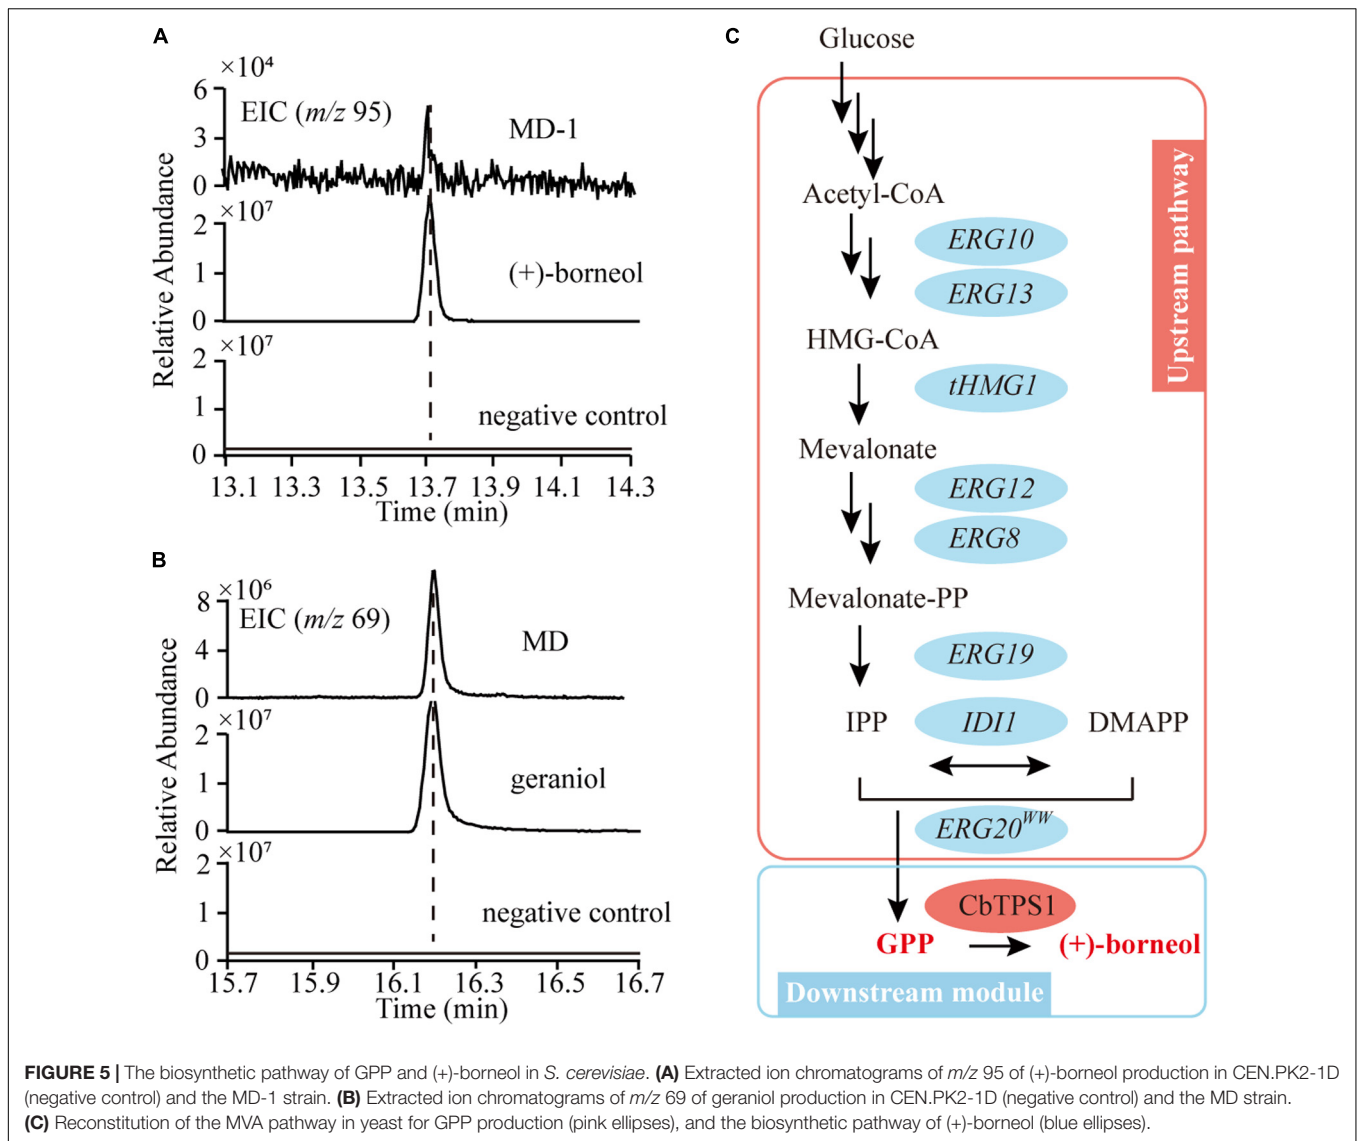 A
×10⁴
6
EIC (m/z 95)
MD-1
3
0
×10⁷
2
(+)-borneol
1
0
×10⁷
2
negative control
1
0
Relative Abundance
13.1 13.3 13.5 13.7 13.9 14.1 14.3
Time (min)
B
×10⁶
8
EIC (m/z 69)
MD
4
0
×10⁷
2
geraniol
1
0
×10⁷
2
negative control
1
0
Relative Abundance
15.7 15.9 16.1 16.3 16.5 16.7
Time (min)
C
Glucose
Upstream pathway
Acetyl-CoA
ERG10
ERG13
HMG-CoA
tHMG1
Mevalonate
ERG12
ERG8
Mevalonate-PP
ERG19
IPP IDI1 DMAPP
ERG20ᵂᵂ
CbTPS1
GPP (+)-borneol
Downstream module
FIGURE 5 | The biosynthetic pathway of GPP and (+)-borneol in S. cerevisiae. (A) Extracted ion chromatograms of m/z 95 of (+)-borneol production in CEN.PK2-1D
(negative control) and the MD-1 strain. (B) Extracted ion chromatograms of m/z 69 of geraniol production in CEN.PK2-1D (negative control) and the MD strain.
(C) Reconstitution of the MVA pathway in yeast for GPP production (pink ellipses), and the biosynthetic pathway of (+)-borneol (blue ellipses).